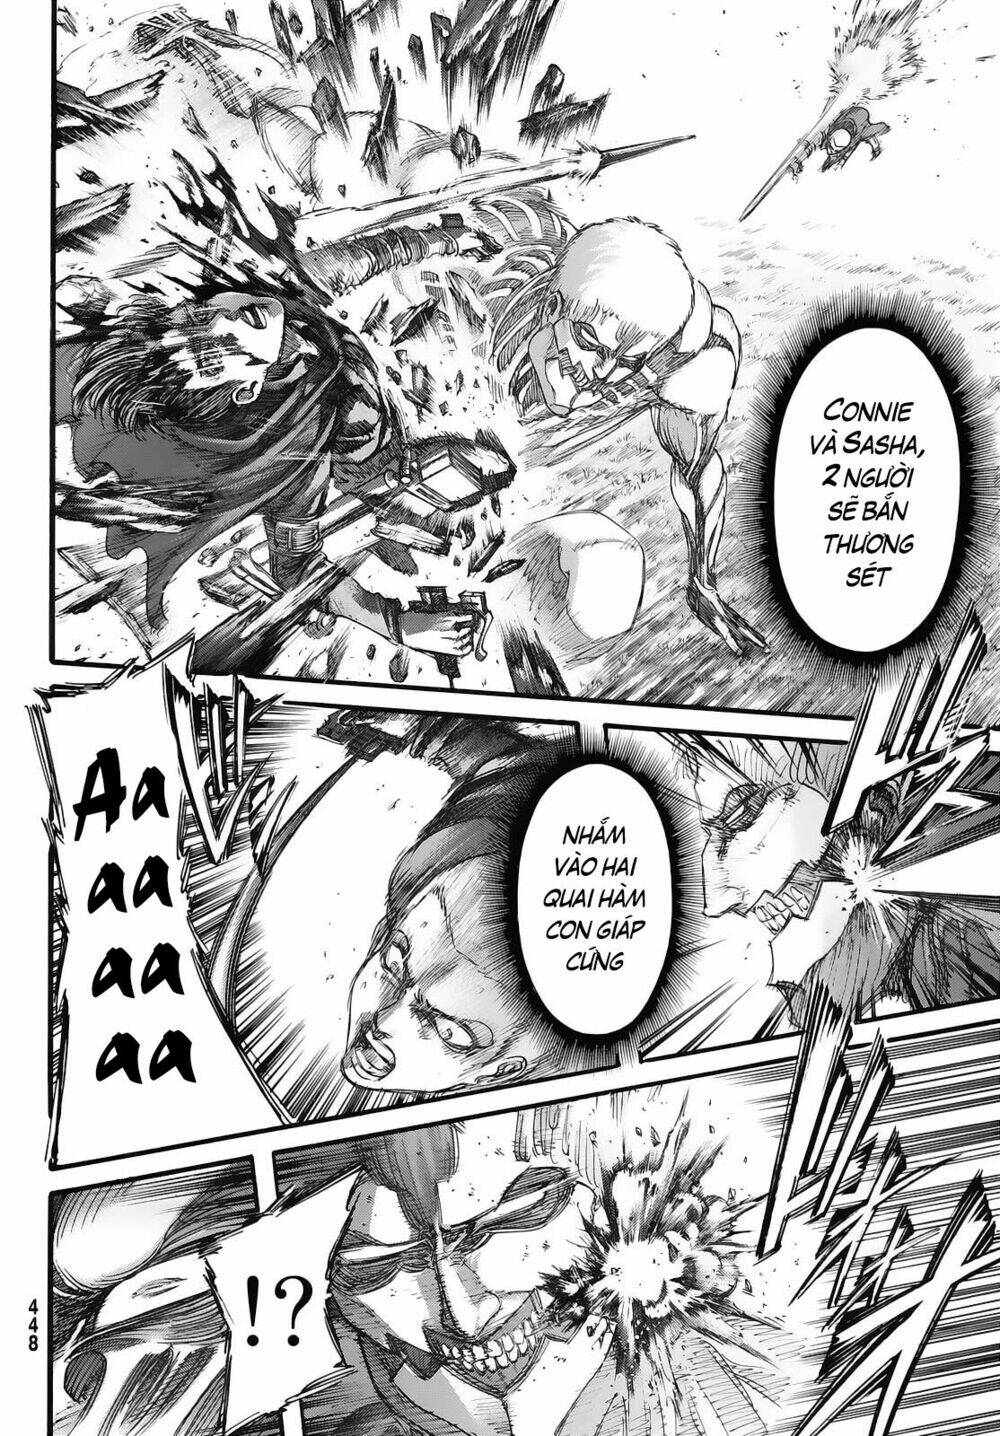 CONNIE
VÀ SASHA,
2 NGƯỜI
SẼ BẮN
THƯƠNG
SÉT
NHẮM
VÀO HAI
QUAI HÀM
CON GIÁP
CỨNG
Aa
aa
aa
aa
!?
448